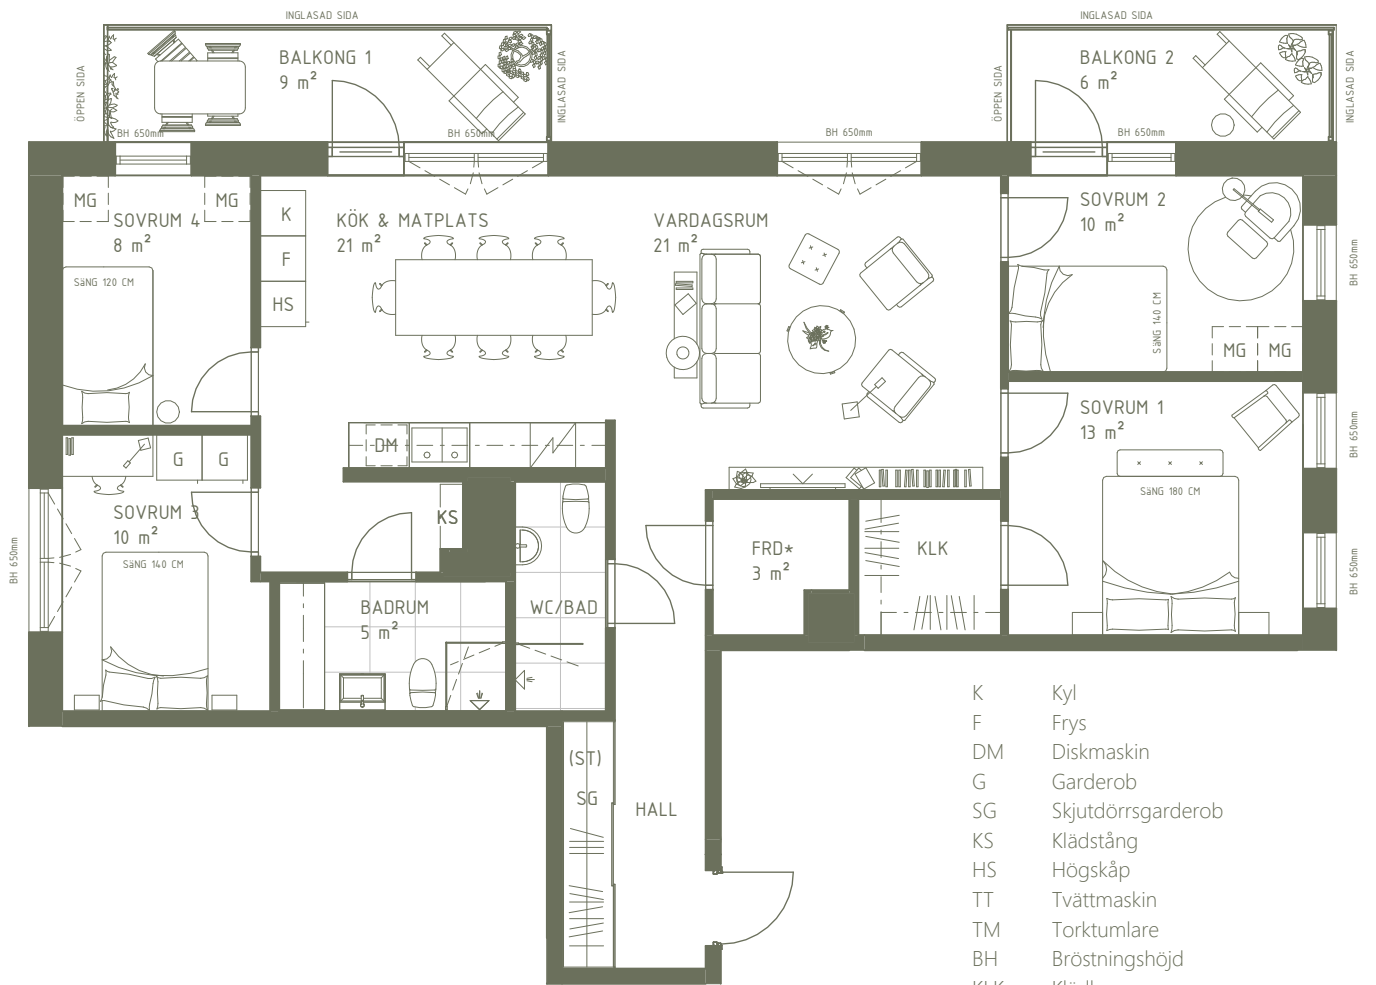 INGLASAD SIDA
INGLASAD SIDA
ÖPPEN SIDA
BALKONG 1
9 m²
INGLASAD SIDA
BH 650mm
BH 650mm
BH 650mm
ÖPPEN SIDA
BALKONG 2
6 m²
INGLASAD SIDA
BH 650mm
MG
MG
SOVRUM 4
8 m²
SäNG 120 CM
K
F
HS
KÖK & MATPLATS
21 m²
VARDAGSRUM
21 m²
SOVRUM 2
10 m²
SäNG 140 CM
MG
MG
BH 650mm
SOVRUM 1
13 m²
SäNG 180 CM
BH 650mm
BH 650mm
DM
G
G
SOVRUM 3
10 m²
SäNG 140 CM
BH 650mm
KS
BADRUM
5 m²
WC/BAD
FRD*
3 m²
KLK
(ST)
SG
HALL
K Kyl
F Frys
DM Diskmaskin
G Garderob
SG Skjutdörrsgarderob
KS Klädstång
HS Högskåp
TT Tvättmaskin
TM Torktumlare
BH Bröstningshöjd